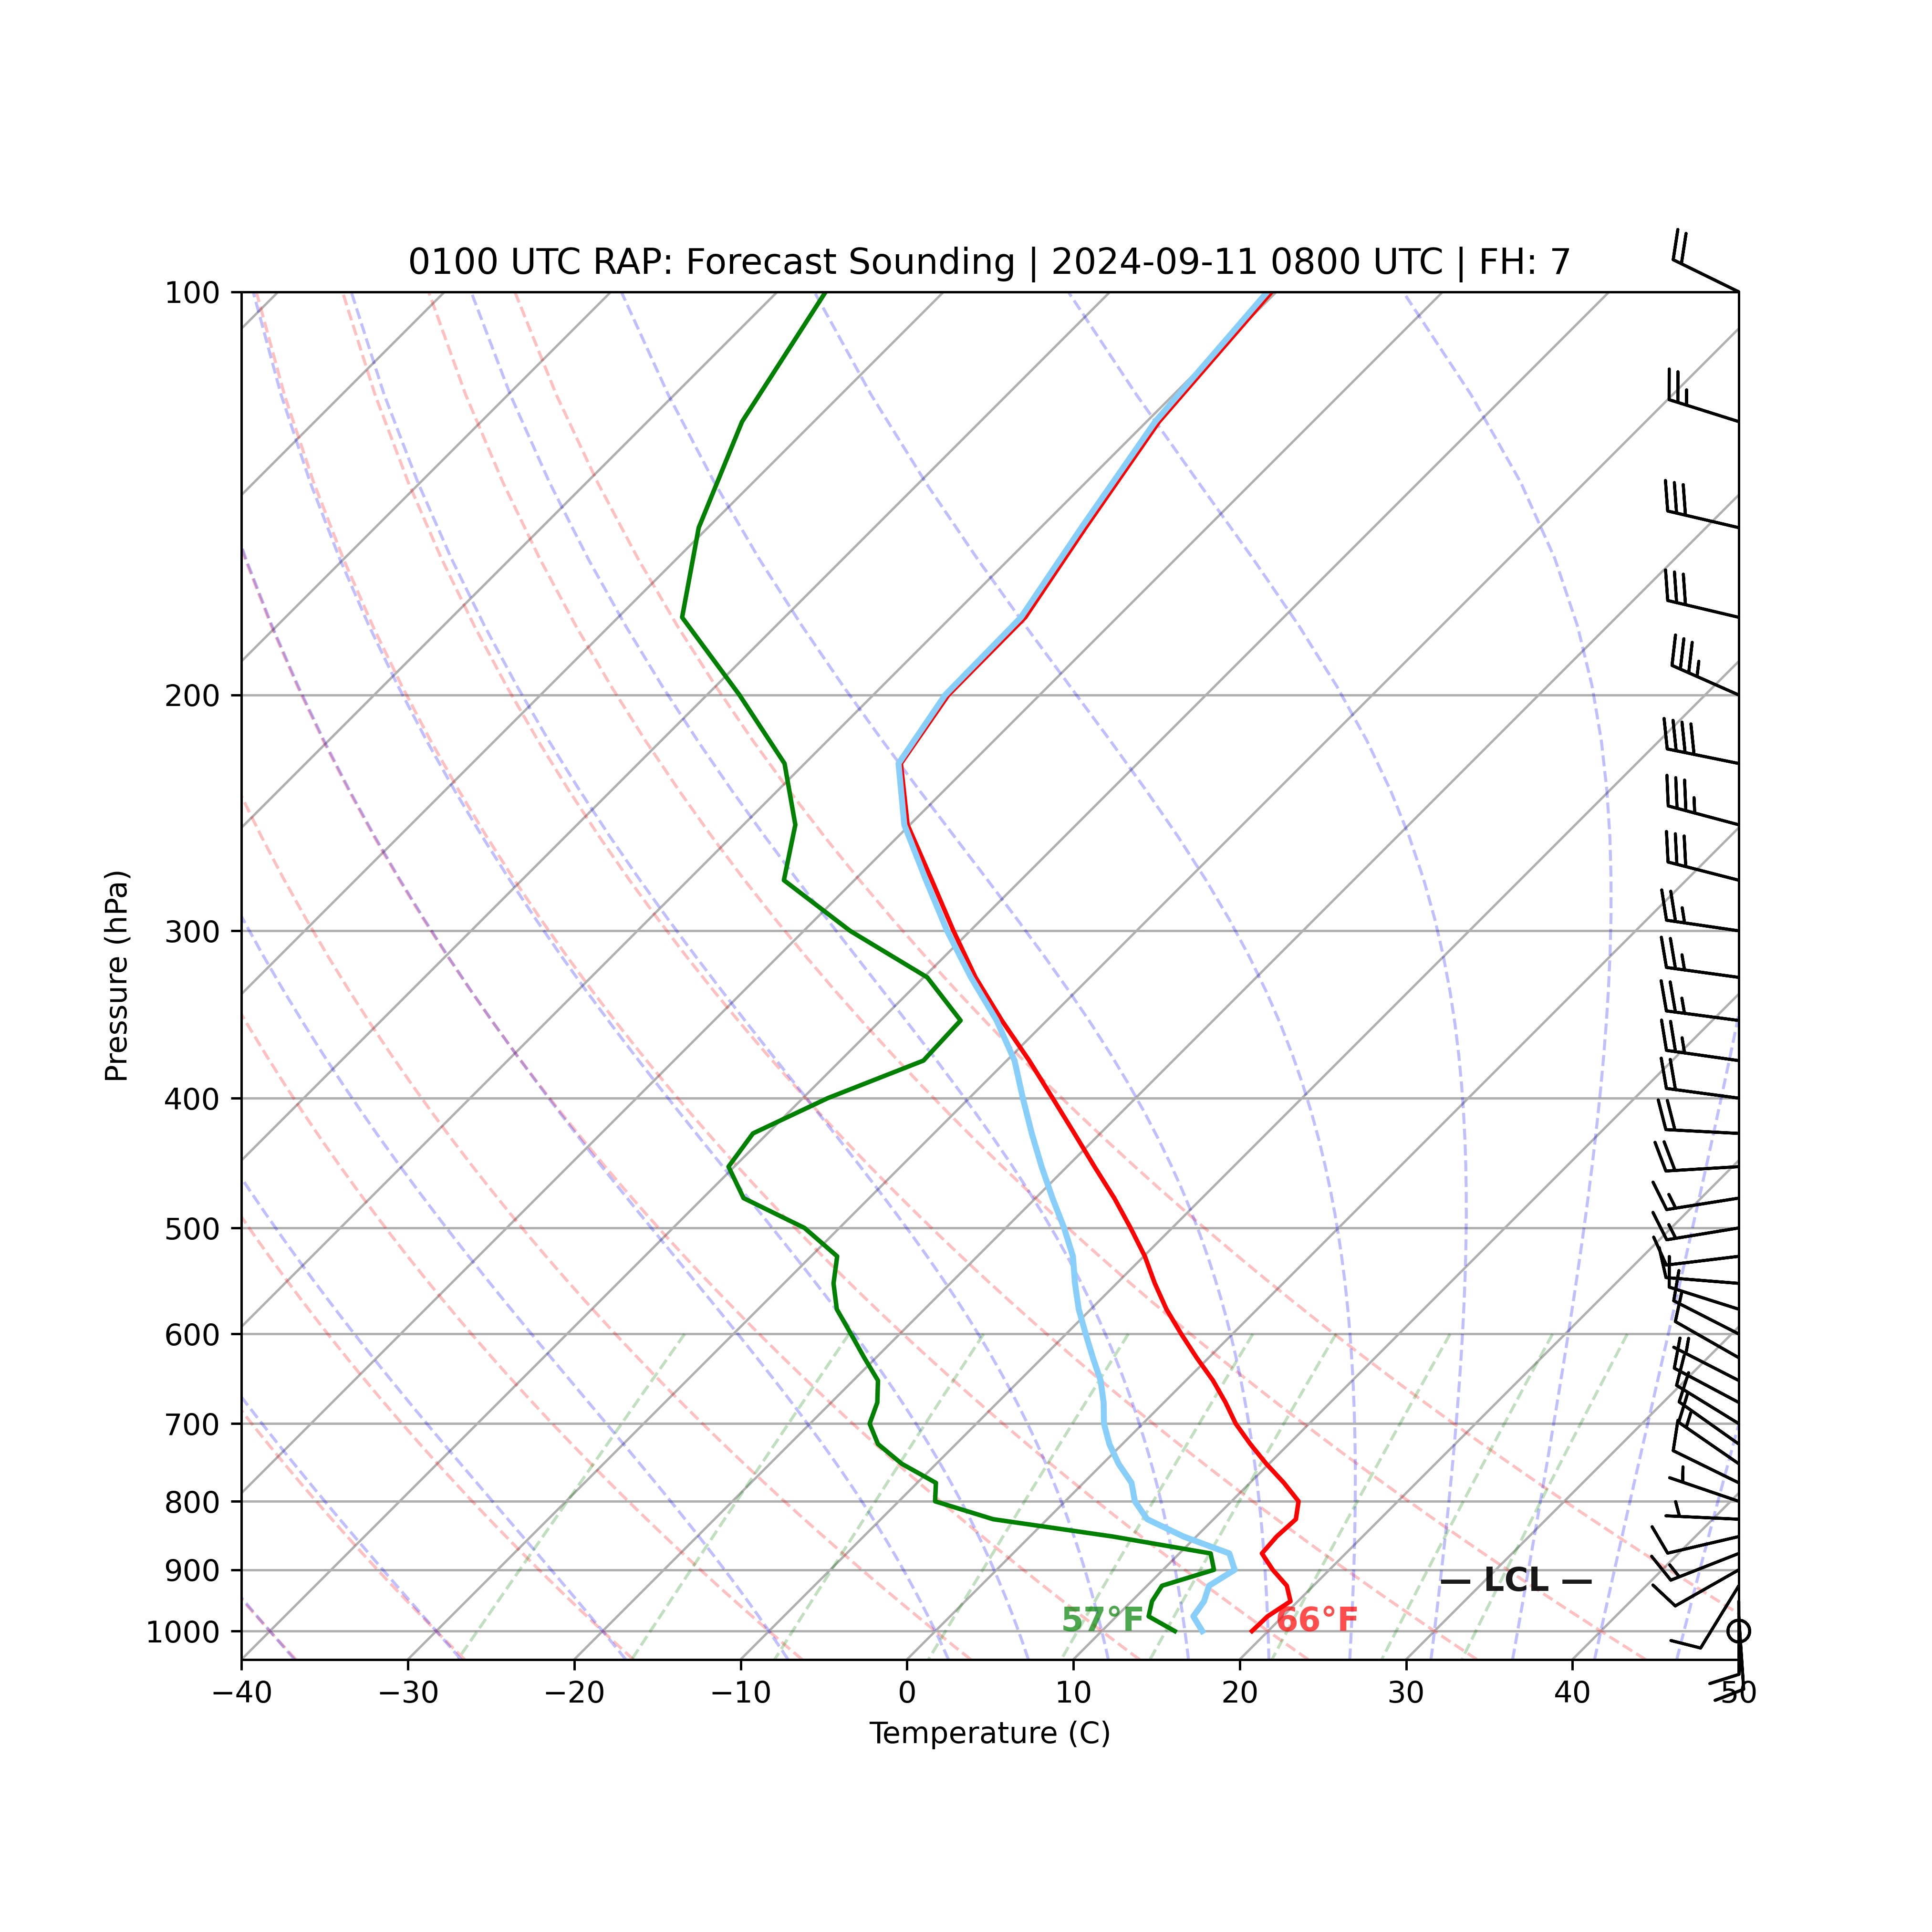 0100 UTC RAP: Forecast Sounding | 2024-09-11 0800 UTC | FH: 7
100
200
300
400
500
600
700
800
900
1000
Pressure (hPa)
— LCL —
57°F
66°F
−40 −30 −20 −10 0 10 20 30 40 50
Temperature (C)